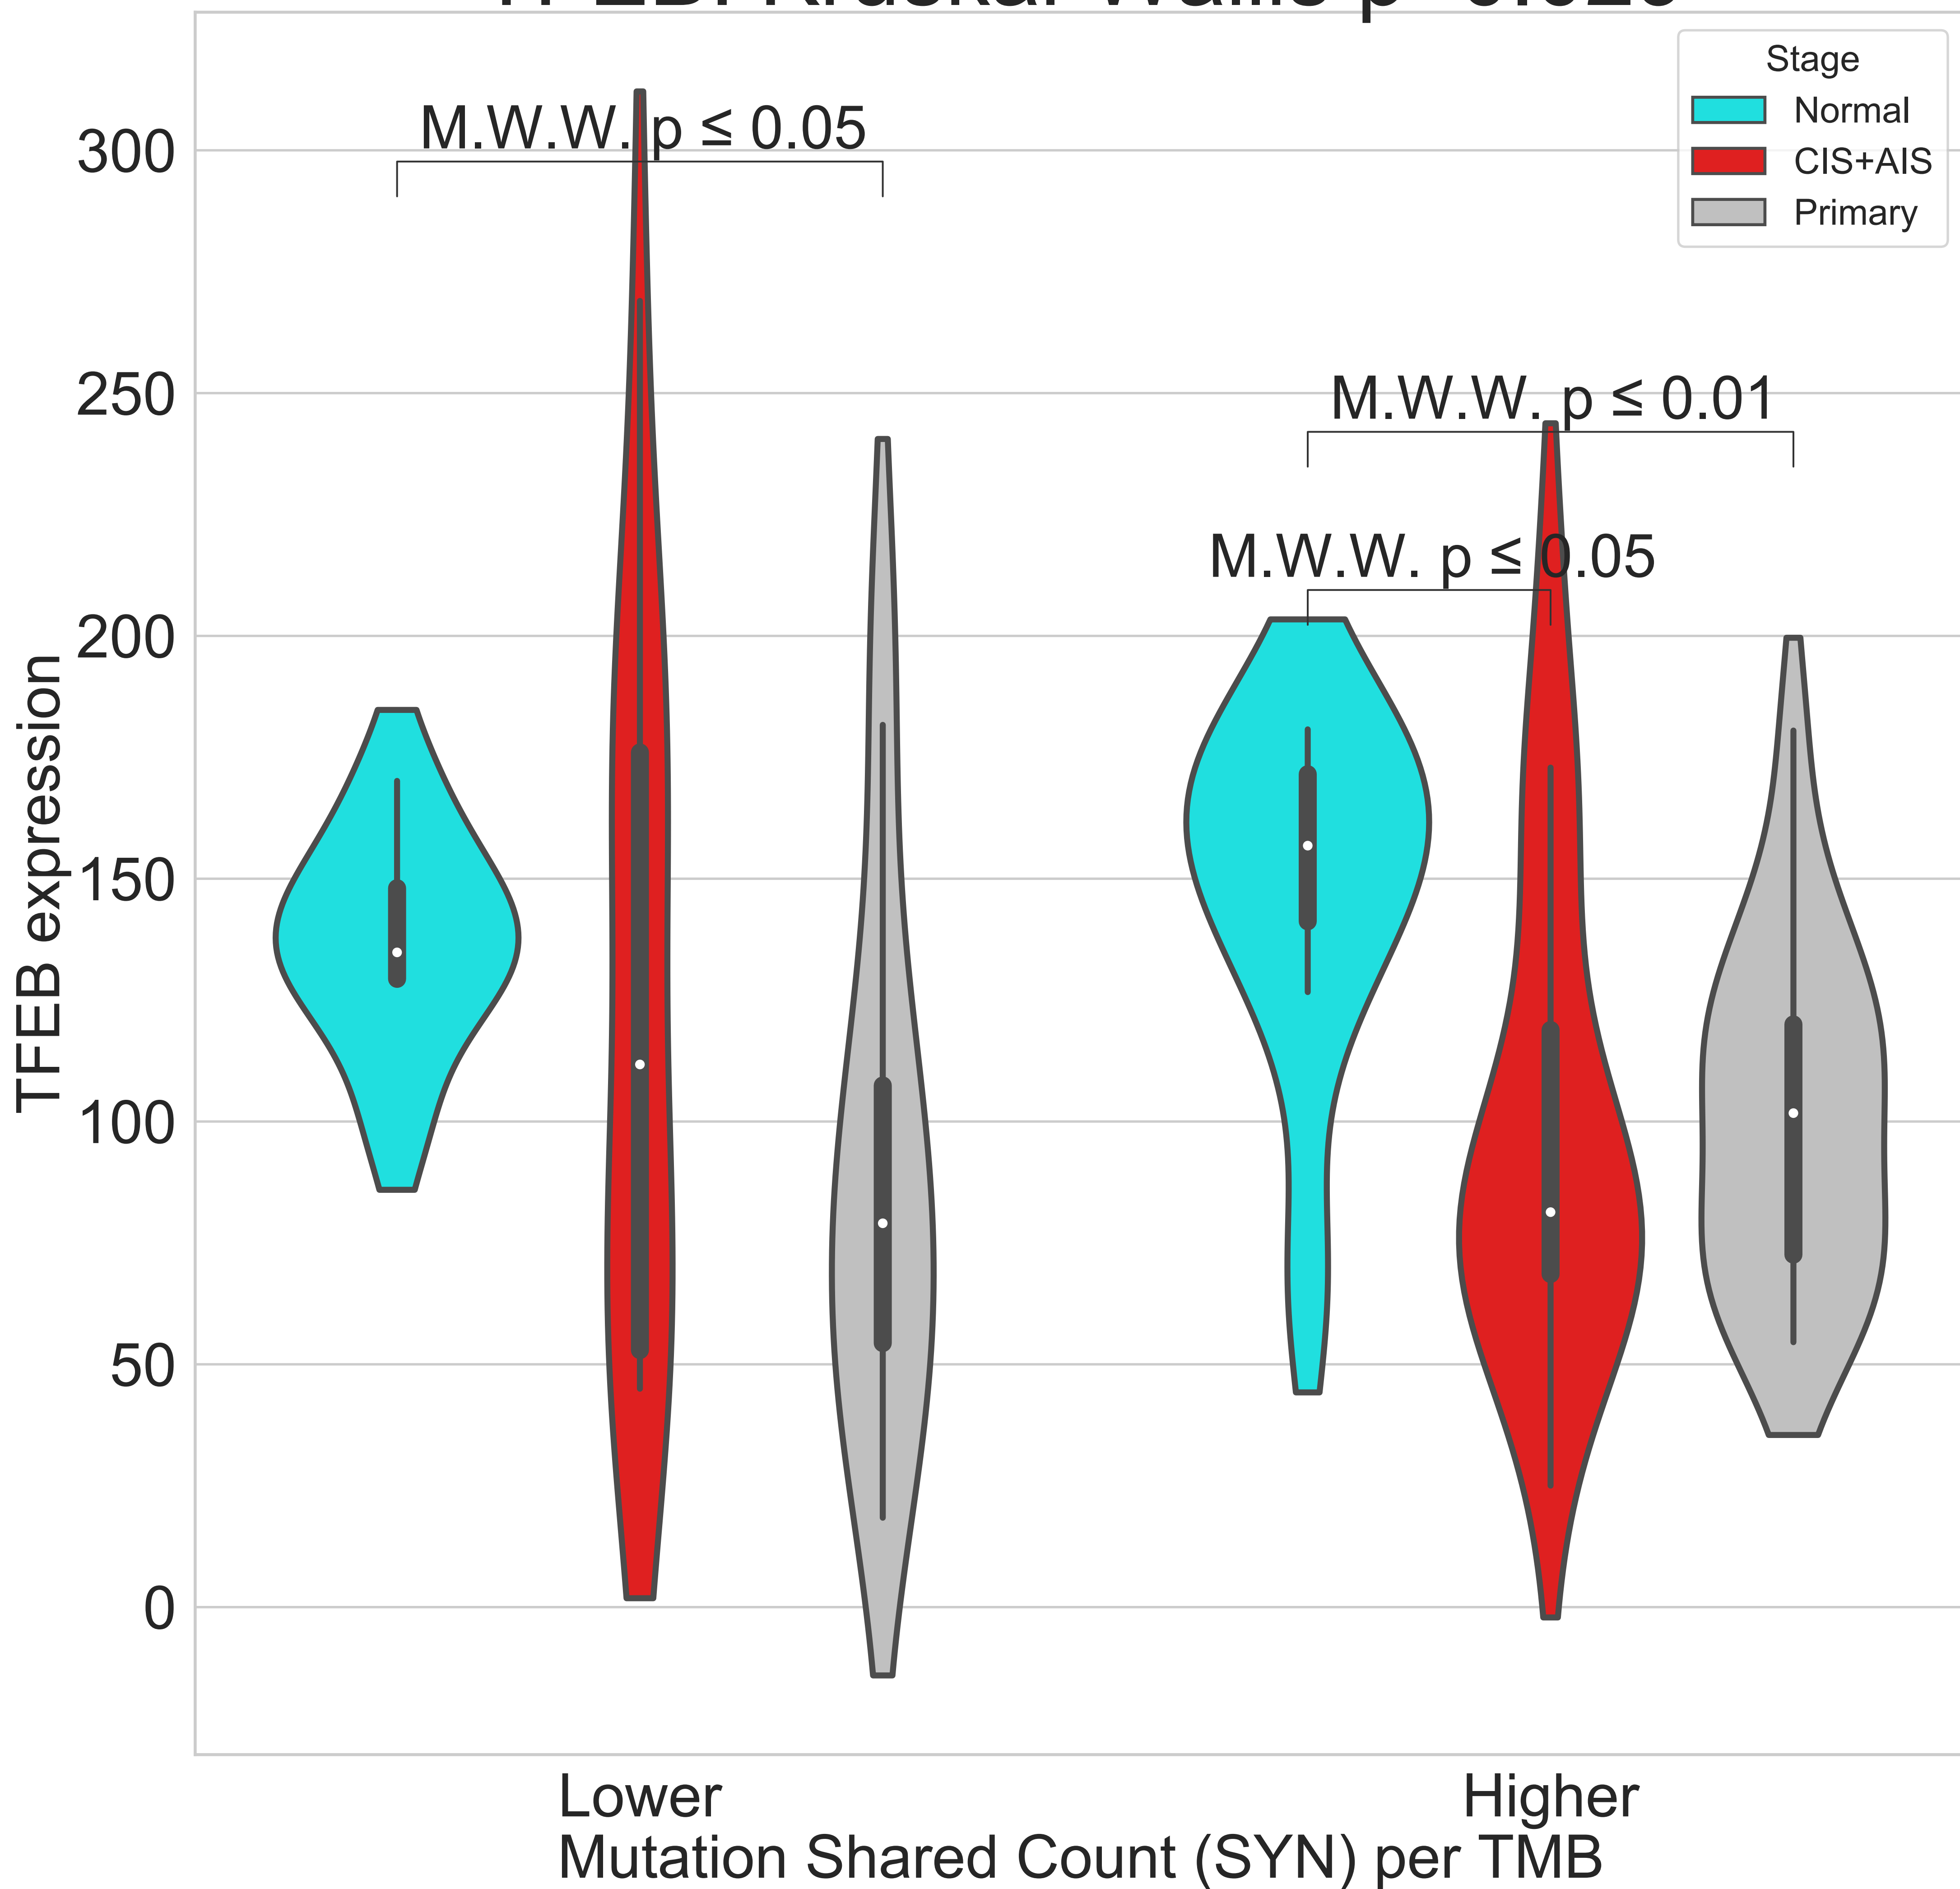 Stage
Normal
CIS+AIS
Primary
M.W.W. p ≤ 0.05
M.W.W. p ≤ 0.01
M.W.W. p ≤ 0.05
300
250
200
150
100
50
0
TFEB expression
Lower
Higher
Mutation Shared Count (SYN) per TMB